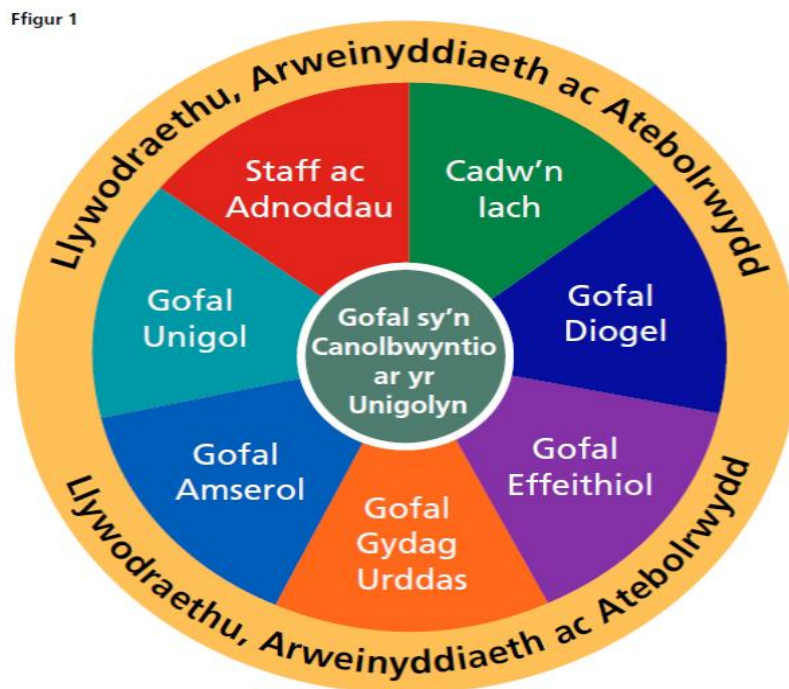 Ffigur 1
Llywodraethu, Arweinyddiaeth ac Atebolrwydd
Staff ac
Adnoddau
Cadw'n
Iach
Gofal
Unigol
Gofal
Diogel
Gofal sy'n
Canolbwyntio
ar yr
Unigolyn
Gofal
Amserol
Gofal
Effeithiol
Gofal
Gydag
Urddas
Llywodraethu, Arweinyddiaeth ac Atebolrwydd